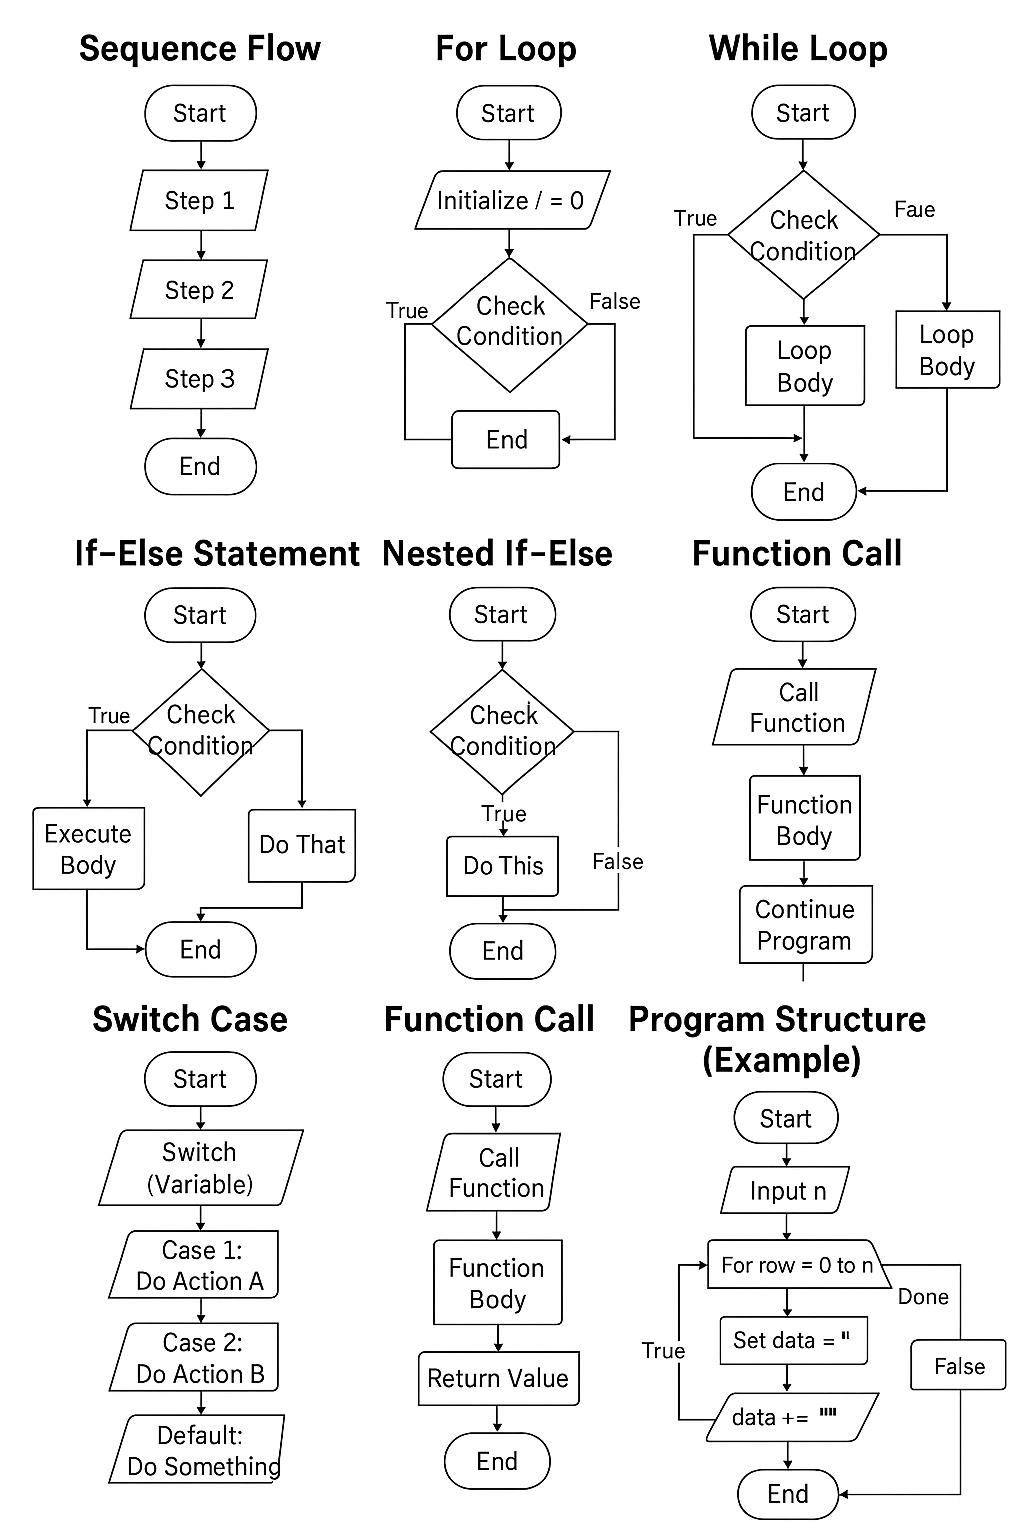 Sequence Flow
Start
Step 1
Step 2
Step 3
End
For Loop
Start
Initialize / = 0
Check
Condition
True
False
End
While Loop
Start
Check
Condition
True
Faue
Loop
Body
Loop
Body
End
If-Else Statement
Start
Check
Condition
True
Execute
Body
Do That
End
Nested If-Else
Start
Check
Condition
True
Do This
False
End
Function Call
Start
Call
Function
Function
Body
Continue
Program
Switch Case
Start
Switch
(Variable)
Case 1:
Do Action A
Case 2:
Do Action B
Default:
Do Something
Function Call
Start
Call
Function
Function
Body
Return Value
End
Program Structure
(Example)
Start
Input n
For row = 0 to n
Done
Set data = "
True
False
data += ""
End